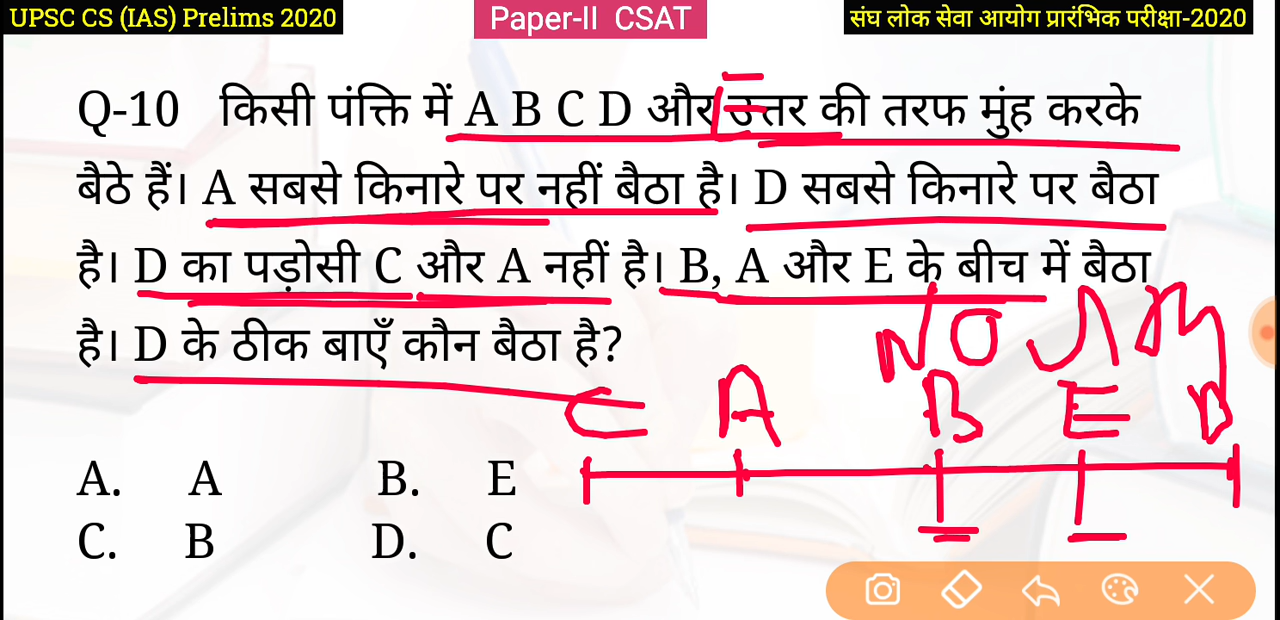 UPSC CS (IAS) Prelims 2020
Paper-II CSAT
संघ लोक सेवा आयोग प्रारंभिक परीक्षा-2020
Q-10 किसी पंक्ति में A B C D और उत्तर की तरफ मुंह करके
बैठे हैं। A सबसे किनारे पर नहीं बैठा है। D सबसे किनारे पर बैठा
है। D का पड़ोसी C और A नहीं है। B, A और E के बीच में बैठा
है। D के ठीक बाएँ कौन बैठा है?
NO
C A B E D
A. A B. E
C. B D. C